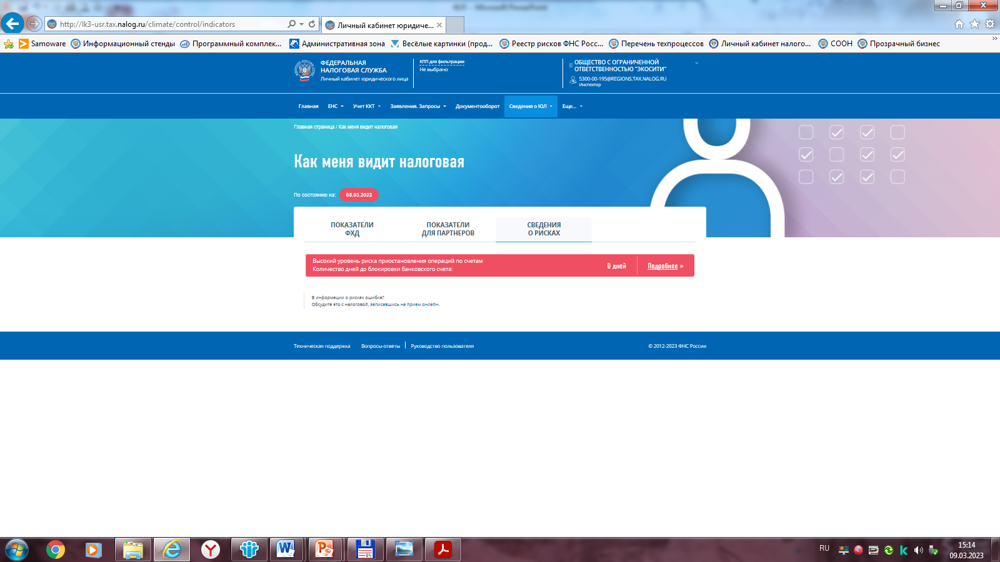 КСП - Microsoft PowerPoint
http://lk3-usr.tax.nalog.ru/climate/control/indicators
Личный кабинет юридиче...
Samoware
Информационный стенды
Программный комплек...
Административная зона
Весёлые картинки (прод...
Реестр рисков ФНС Росс...
Перечень техпроцессов
Личный кабинет налого...
СООН
Прозрачный бизнес
ФЕДЕРАЛЬНАЯ
НАЛОГОВАЯ СЛУЖБА
Личный кабинет юридического лица
КПП для фильтрации
Не выбрано
ОБЩЕСТВО С ОГРАНИЧЕННОЙ
ОТВЕТСТВЕННОСТЬЮ "ЭКОСИТИ"
5300-00-195@REGIONS.TAX.NALOG.RU
Инспектор
Главная
ЕНС
Учет ККТ
Заявления. Запросы
Документооборот
Сведения о ЮЛ
Еще...
Главная страница / Как меня видит налоговая
Как меня видит налоговая
По состоянию на: 08.03.2023
ПОКАЗАТЕЛИ
ФХД
ПОКАЗАТЕЛИ
ДЛЯ ПАРТНЕРОВ
СВЕДЕНИЯ
О РИСКАХ
Высокий уровень риска приостановления операций по счетам
Количество дней до блокировки банковского счета:
0 дней
Подробнее »
В информации о рисках ошибка?
Обсудите это с налоговой, записавшись на прием онлайн.
Техническая поддержка
Вопросы-ответы
Руководство пользователя
© 2012-2023 ФНС России
RU
15:14
09.03.2023